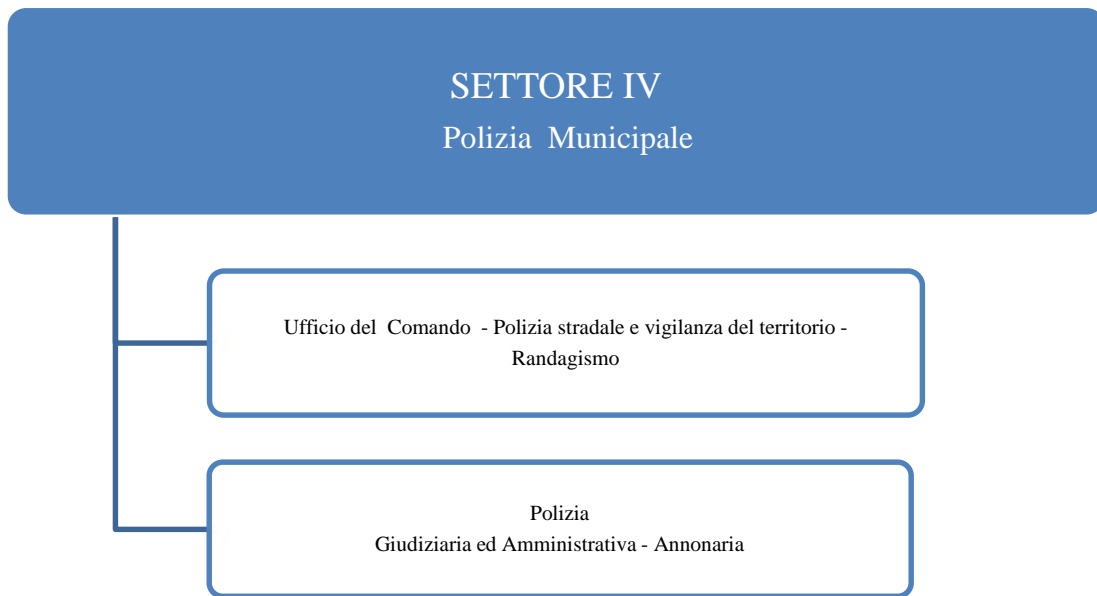 SETTORE IV
Polizia  Municipale
Ufficio del  Comando  - Polizia stradale e vigilanza del territorio -
Randagismo
Polizia
Giudiziaria ed Amministrativa - Annonaria